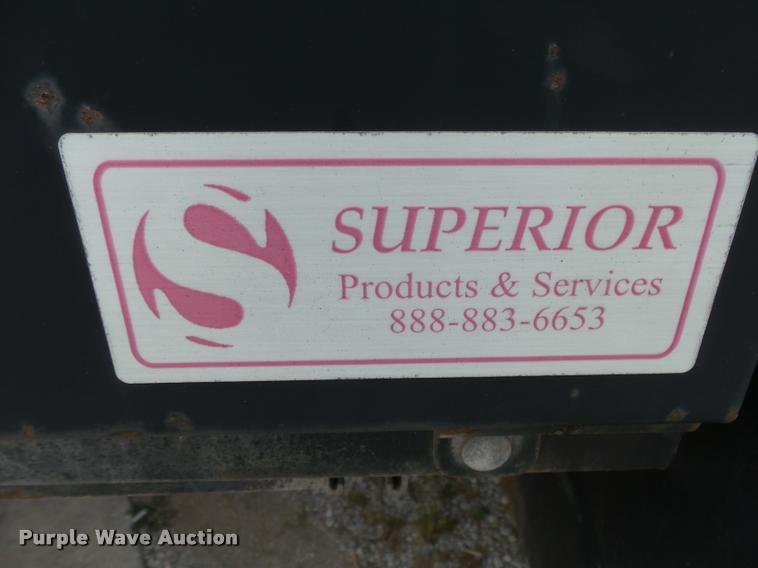 SUPERIOR
Products & Services
888-883-6653
Purple Wave Auction